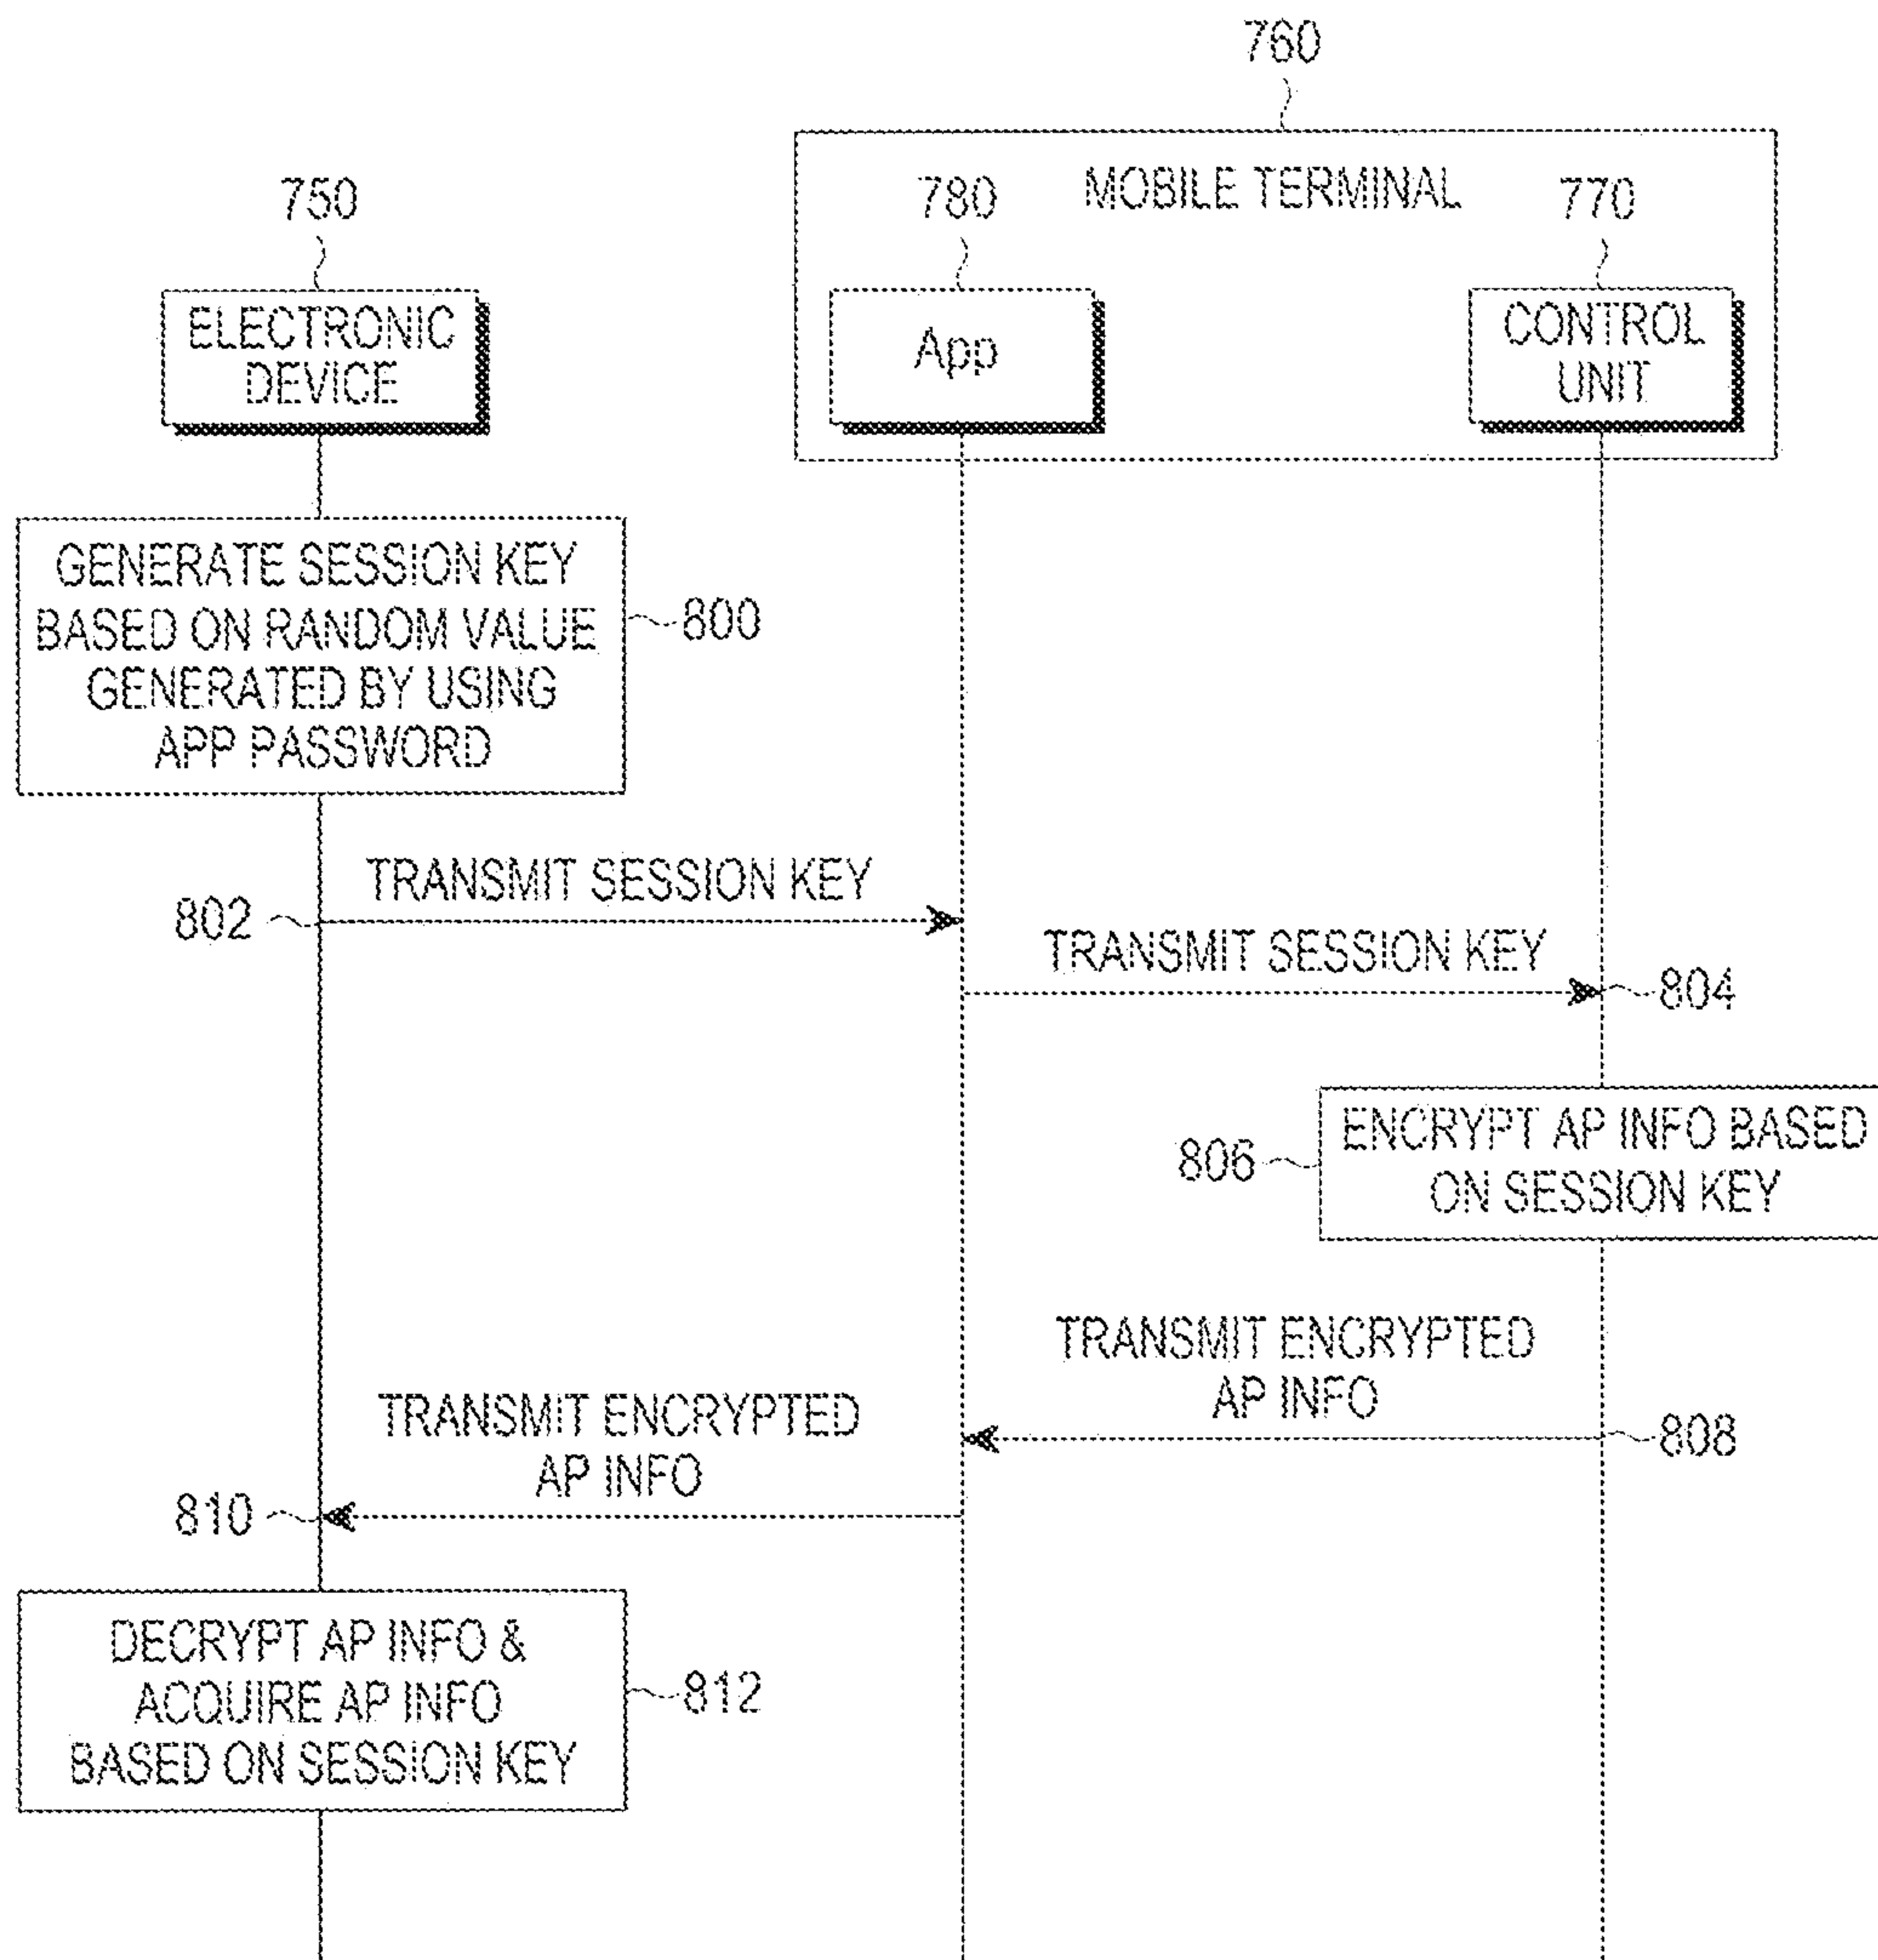 760
MOBILE TERMINAL
750
780
770
ELECTRONIC
DEVICE
App
CONTROL
UNIT
GENERATE SESSION KEY
BASED ON RANDOM VALUE
GENERATED BY USING
APP PASSWORD
800
TRANSMIT SESSION KEY
802
TRANSMIT SESSION KEY
804
ENCRYPT AP INFO BASED
ON SESSION KEY
806
TRANSMIT ENCRYPTED
AP INFO
808
TRANSMIT ENCRYPTED
AP INFO
810
DECRYPT AP INFO &
ACQUIRE AP INFO
BASED ON SESSION KEY
812